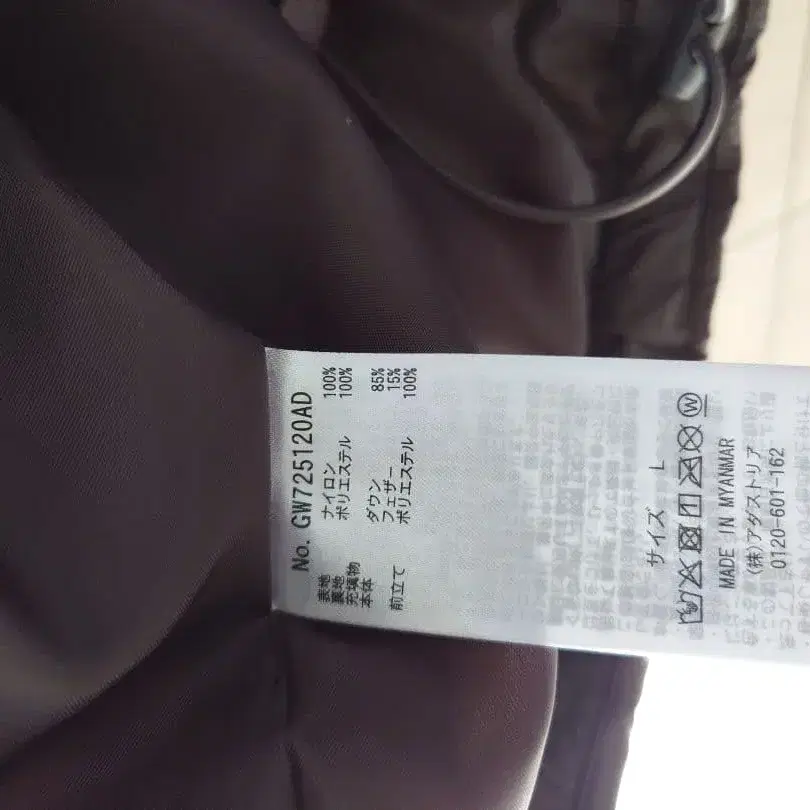 No. GW725120AD
表地 ナイロン 100%
裏地 ポリエステル 100%
充填物
本体 ダウン 85%
フェザー 15%
前立て ポリエステル 100%
サイズ L
W
MADE IN MYANMAR
(株)アダストリア
0120-601-162